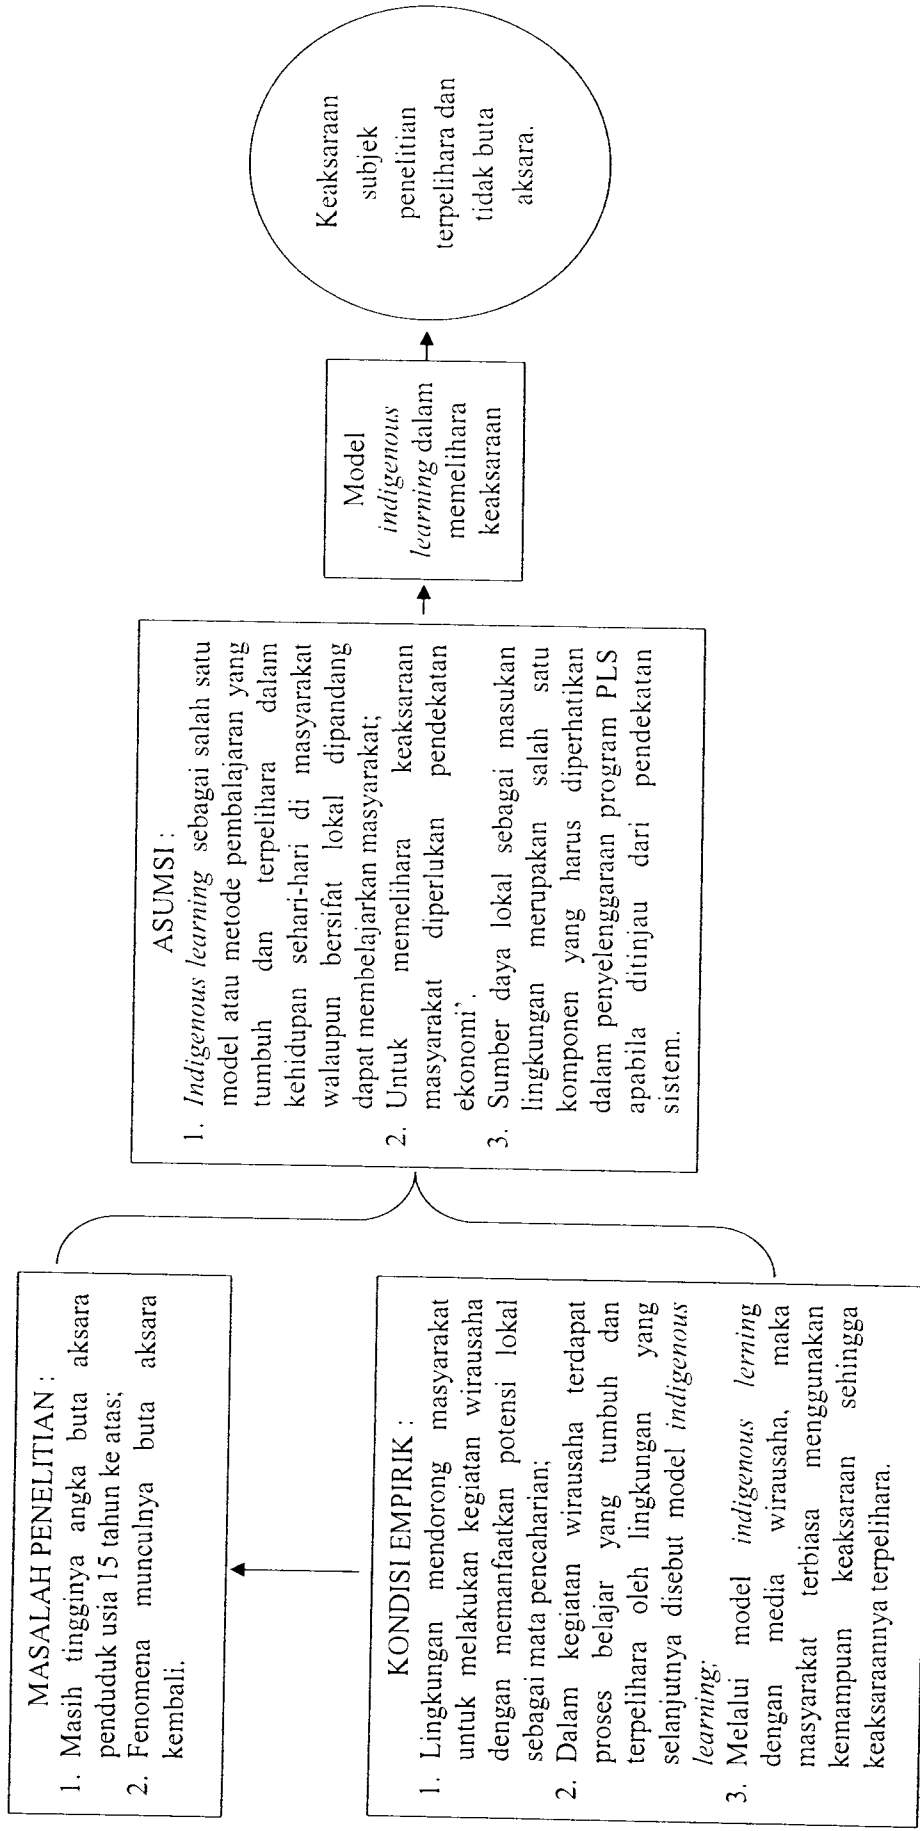 MASALAH PENELITIAN :
1. Masih tingginya angka buta aksara
penduduk usia 15 tahun ke atas;
2. Fenomena munculnya buta aksara
kembali.
KONDISI EMPIRIK :
1. Lingkungan mendorong masyarakat
untuk melakukan kegiatan wirausaha
dengan memanfaatkan potensi lokal
sebagai mata pencaharian;
2. Dalam kegiatan wirausaha terdapat
proses belajar yang tumbuh dan
terpelihara oleh lingkungan yang
selanjutnya disebut model indigenous
learning;
3. Melalui model indigenous lerning
dengan media wirausaha, maka
masyarakat terbiasa menggunakan
kemampuan keaksaraan sehingga
keaksaraannya terpelihara.
ASUMSI :
1. Indigenous learning sebagai salah satu
model atau metode pembalajaran yang
tumbuh dan terpelihara dalam
kehidupan sehari-hari di masyarakat
walaupun bersifat lokal dipandang
dapat membelajarkan masyarakat;
2. Untuk memelihara keaksaraan
masyarakat diperlukan pendekatan
ekonomi’.
3. Sumber daya lokal sebagai masukan
lingkungan merupakan salah satu
komponen yang harus diperhatikan
dalam penyelenggaraan program PLS
apabila ditinjau dari pendekatan
sistem.
Model
indigenous
learning dalam
memelihara
keaksaraan
Keaksaraan
subjek
penelitian
terpelihara dan
tidak buta
aksara.